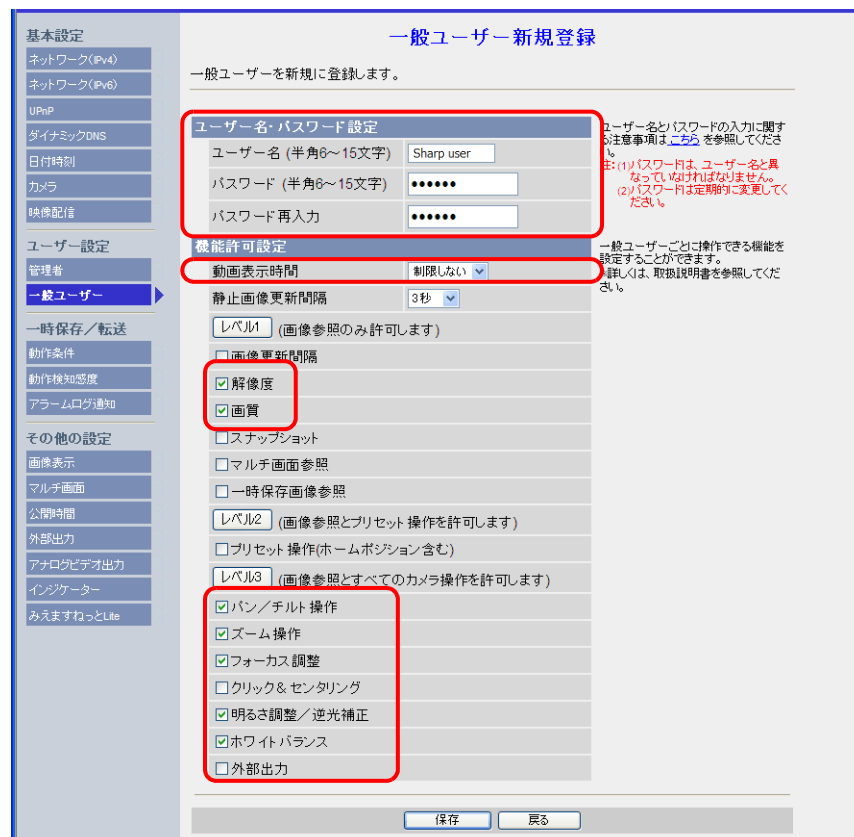 基本設定
ネットワーク(IPv4)
ネットワーク(IPv6)
UPnP
ダイナミックDNS
日付時刻
カメラ
映像配信
ユーザー設定
管理者
一般ユーザー
一時保存／転送
動作条件
動作検知感度
アラームログ通知
その他の設定
画像表示
マルチ画面
公開時間
外部出力
アナログビデオ出力
インジケーター
みえますねっとLite
一般ユーザー新規登録
一般ユーザーを新規に登録します。
ユーザー名・パスワード設定
ユーザー名 (半角6～15文字) Sharp user
パスワード (半角6～15文字) ●●●●●●
パスワード再入力 ●●●●●●
ユーザー名とパスワードの入力に関す
る注意事項は こちら を参照してくださ
い。
注:(1)パスワードは、ユーザー名と異
なっていなければなりません。
(2)パスワードは定期的に変更してく
ださい。
機能許可設定
動画表示時間 制限しない
静止画像更新間隔 3秒
一般ユーザーごとに操作できる機能を
設定することができます。
詳しくは、取扱説明書を参照してくだ
さい。
レベル1 (画像参照のみ許可します)
画像更新間隔
解像度
画質
スナップショット
マルチ画面参照
一時保存画像参照
レベル2 (画像参照とプリセット操作を許可します)
プリセット操作(ホームポジション含む)
レベル3 (画像参照とすべてのカメラ操作を許可します)
パン／チルト操作
ズーム操作
フォーカス調整
クリック＆センタリング
明るさ調整／逆光補正
ホワイトバランス
外部出力
保存 戻る